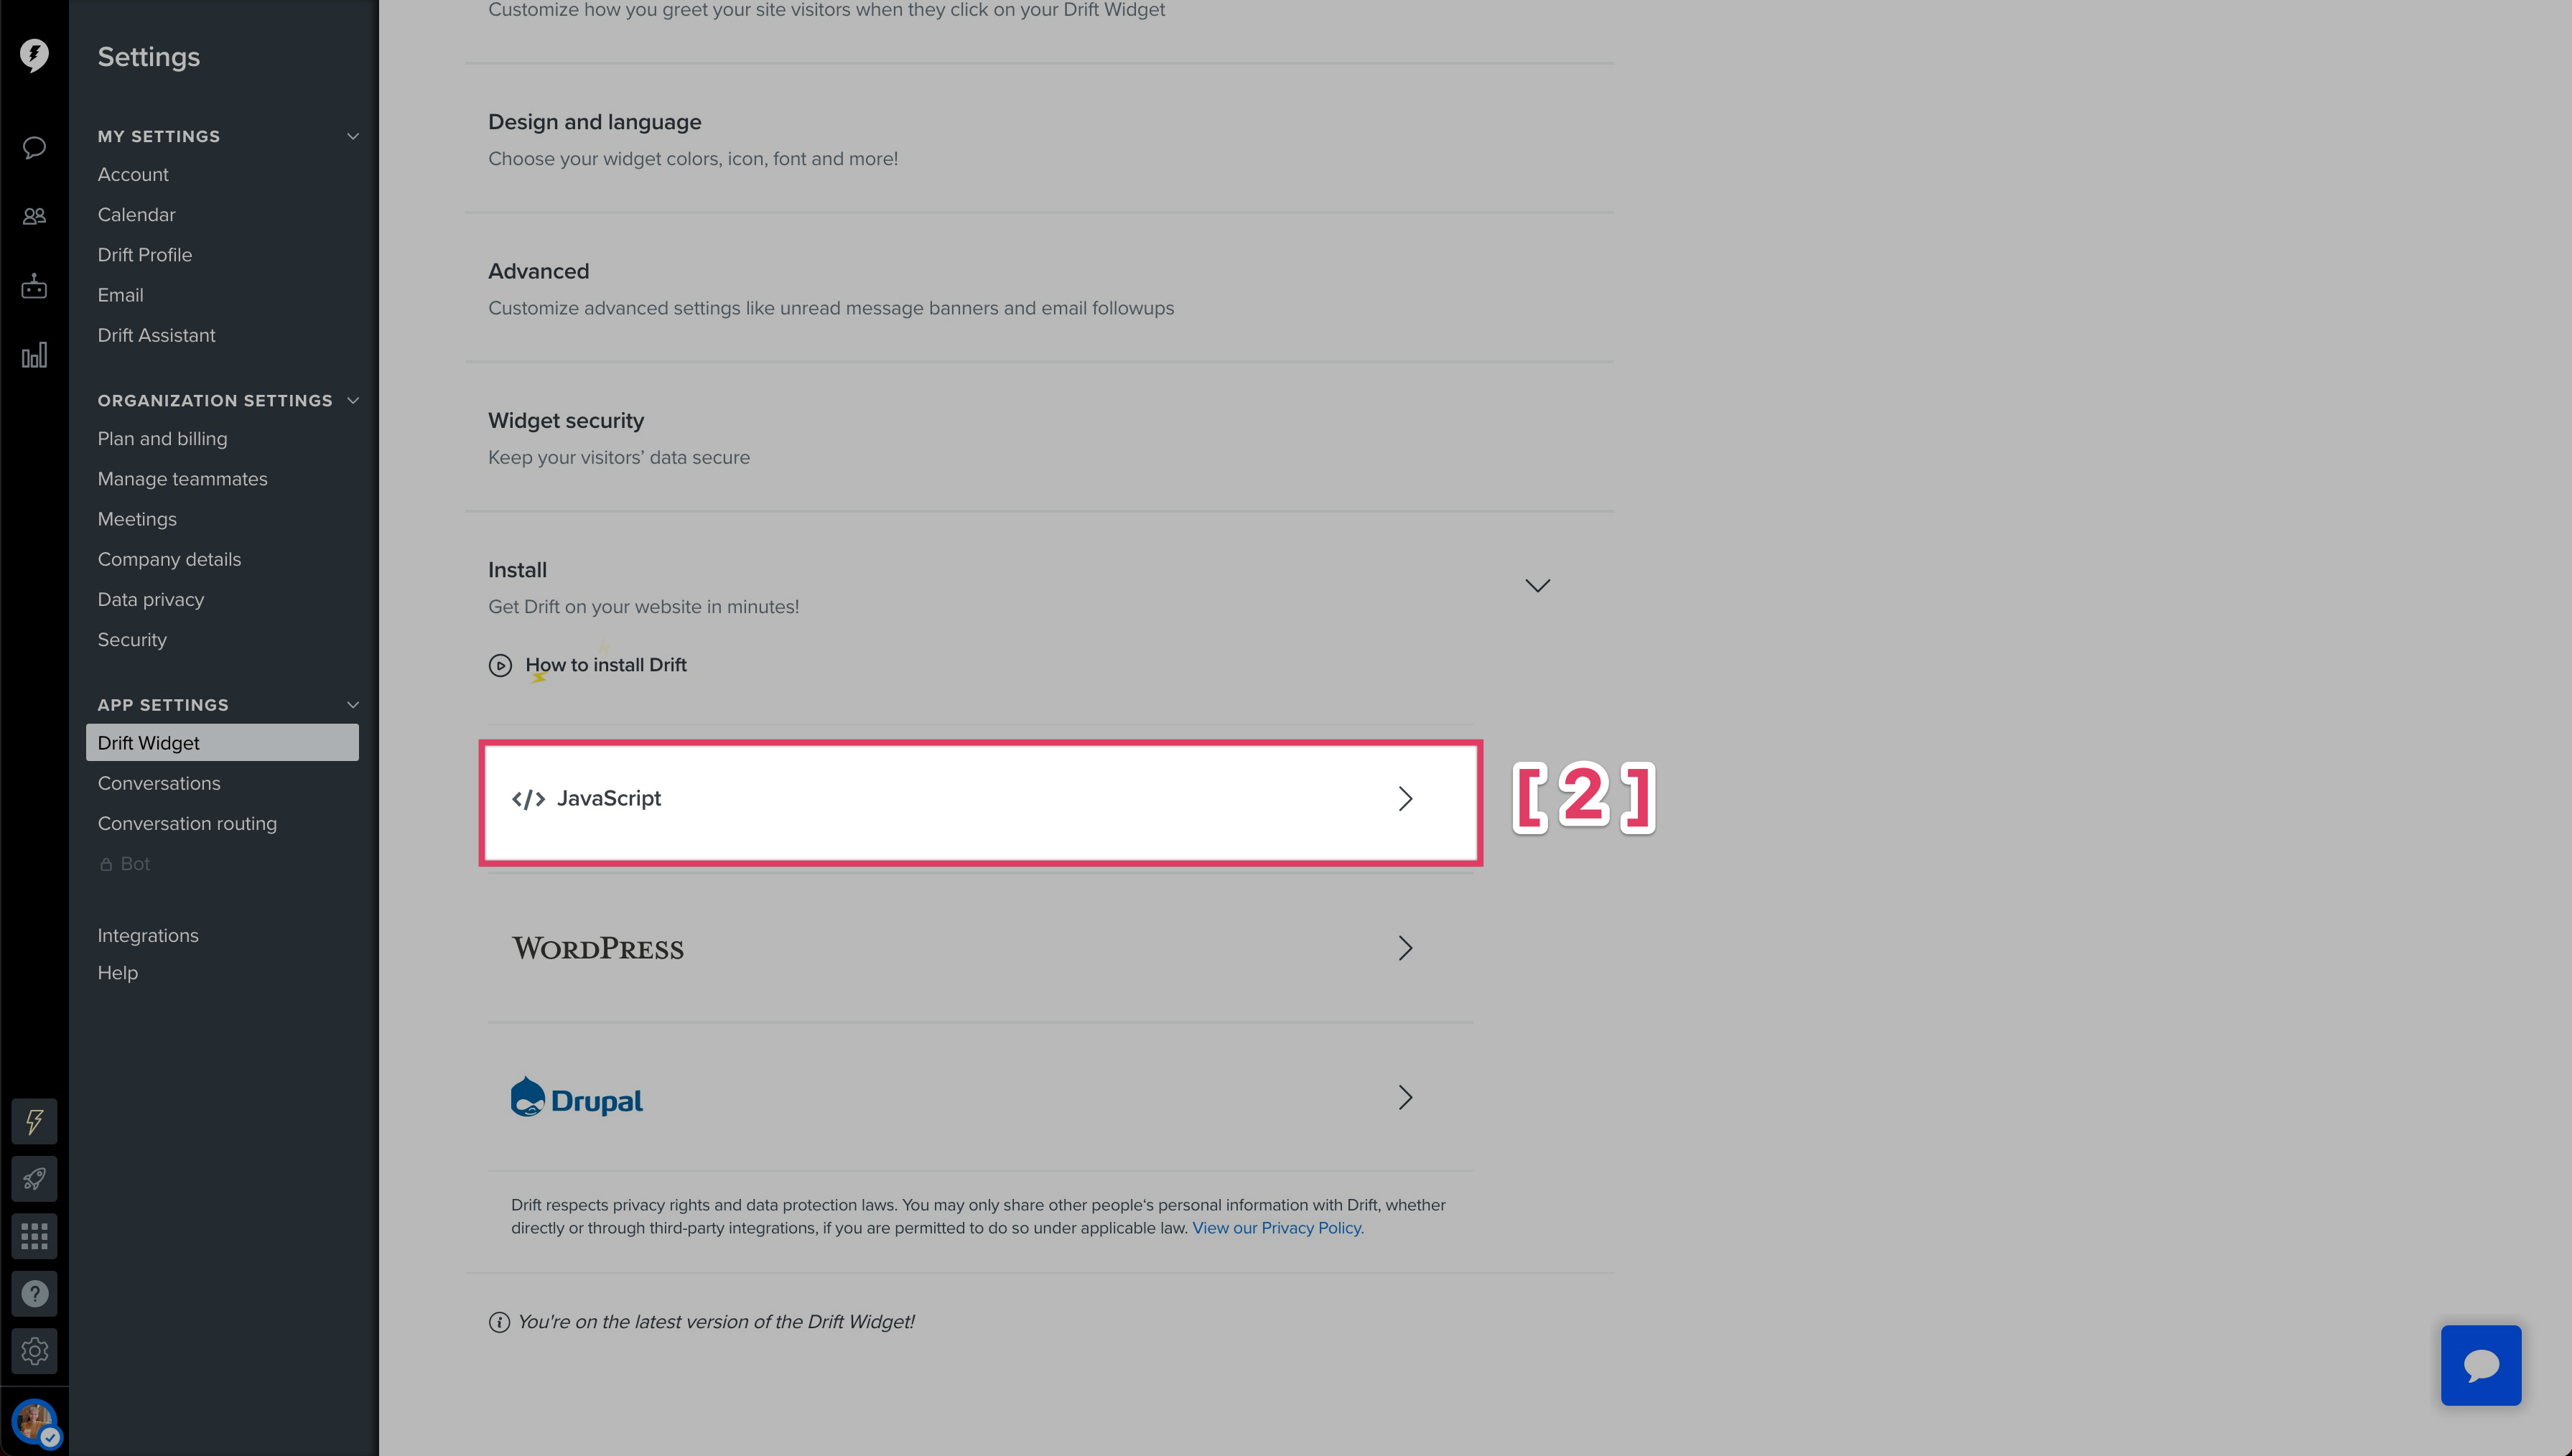 Settings
MY SETTINGS
Account
Calendar
Drift Profile
Email
Drift Assistant
ORGANIZATION SETTINGS
Plan and billing
Manage teammates
Meetings
Company details
Data privacy
Security
APP SETTINGS
Drift Widget
Conversations
Conversation routing
Bot
Integrations
Help
Customize how you greet your site visitors when they click on your Drift Widget
Design and language
Choose your widget colors, icon, font and more!
Advanced
Customize advanced settings like unread message banners and email followups
Widget security
Keep your visitors’ data secure
Install
Get Drift on your website in minutes!
How to install Drift
</> JavaScript
[2]
WORDPRESS
Drupal
Drift respects privacy rights and data protection laws. You may only share other people's personal information with Drift, whether
directly or through third-party integrations, if you are permitted to do so under applicable law. View our Privacy Policy.
You're on the latest version of the Drift Widget!